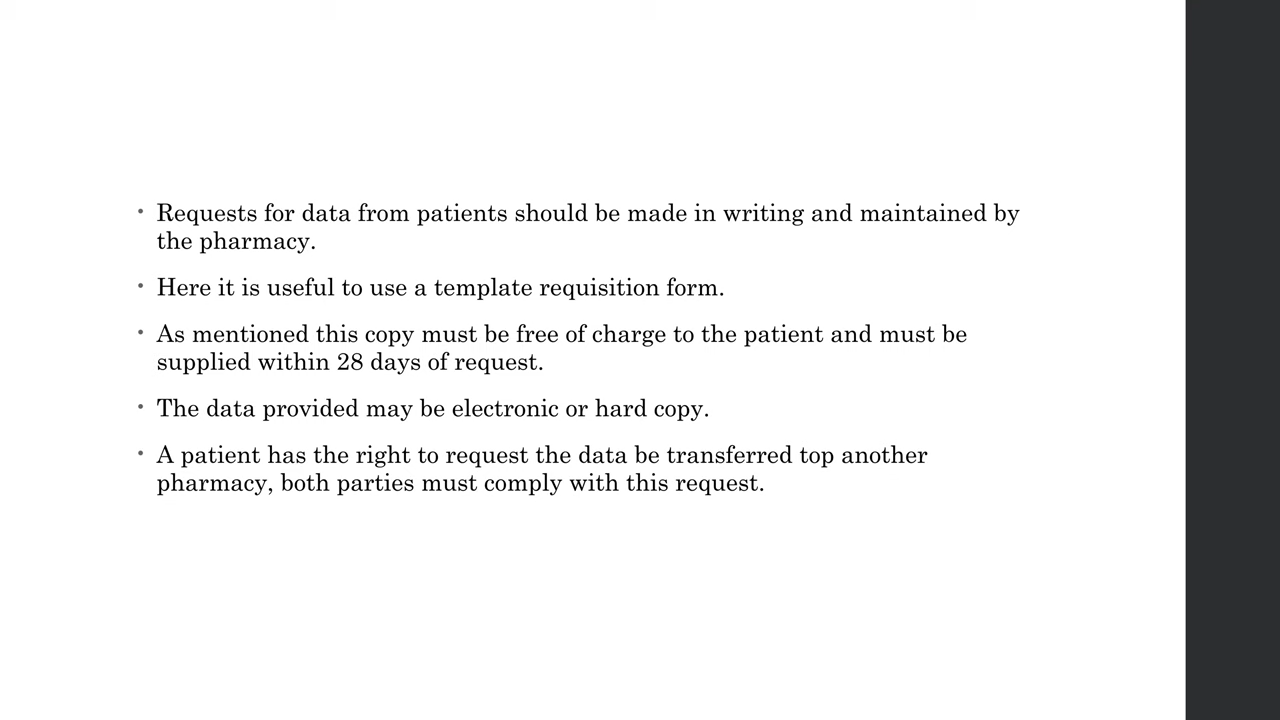 • Requests for data from patients should be made in writing and maintained by
the pharmacy.
• Here it is useful to use a template requisition form.
• As mentioned this copy must be free of charge to the patient and must be
supplied within 28 days of request.
• The data provided may be electronic or hard copy.
• A patient has the right to request the data be transferred top another
pharmacy, both parties must comply with this request.